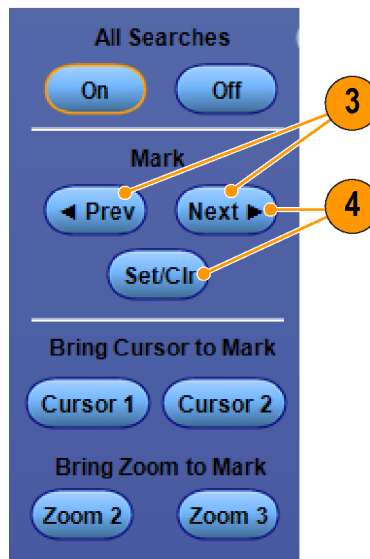 All Searches
On Off
3
Mark
◄ Prev Next ►
4
Set/Clr
Bring Cursor to Mark
Cursor 1 Cursor 2
Bring Zoom to Mark
Zoom 2 Zoom 3